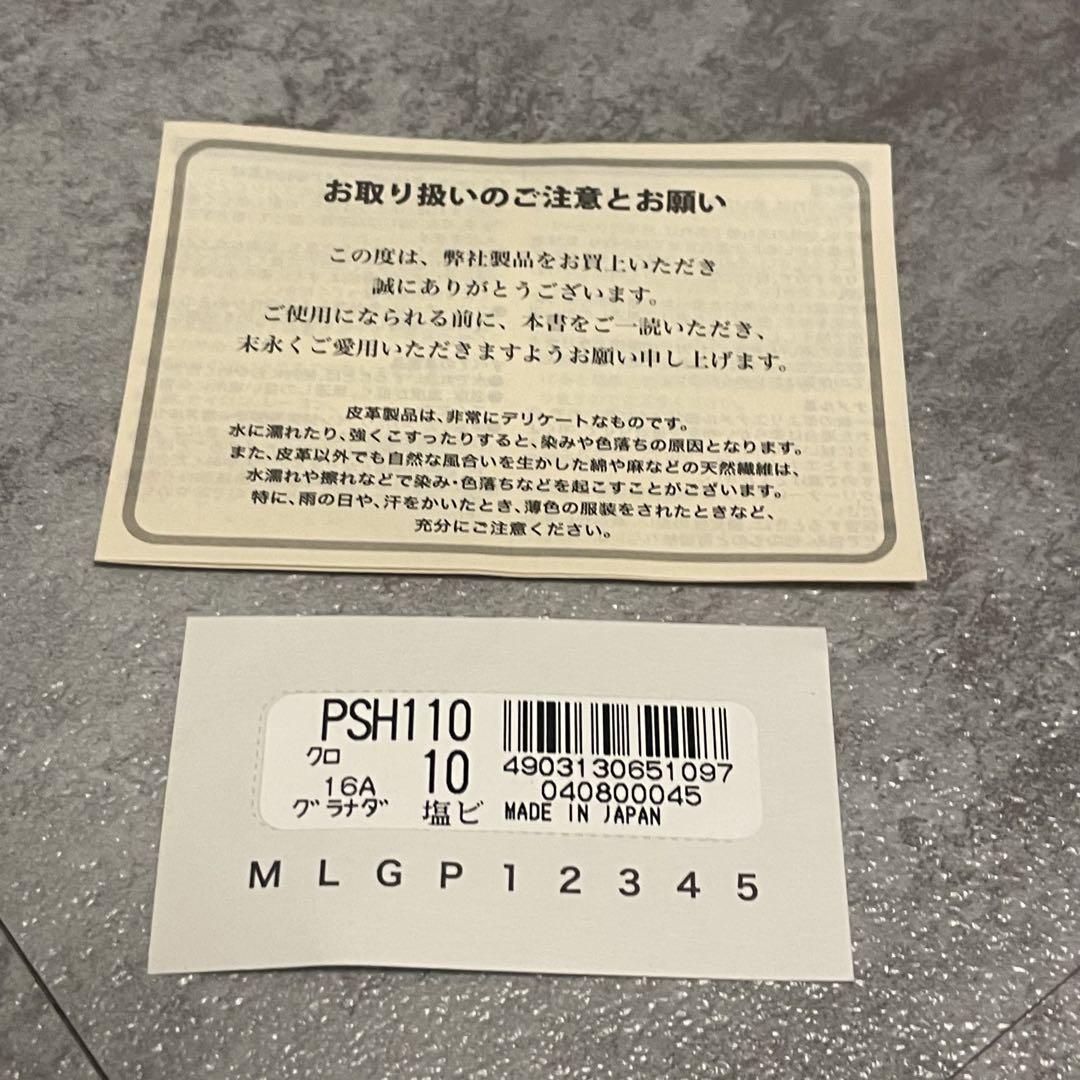 お取り扱いのご注意とお願い
この度は、弊社製品をお買上いただき
誠にありがとうございます。
ご使用になられる前に、本書をご一読いただき、
末永くご愛用いただきますようお願い申し上げます。
皮革製品は、非常にデリケートなものです。
水に濡れたり、強くこすったりすると、染みや色落ちの原因となります。
また、皮革以外でも自然な風合いを生かした綿や麻などの天然繊維は、
水濡れや擦れなどで染み・色落ちなどを起こすことがございます。
特に、雨の日や、汗をかいたとき、薄色の服装をされたときなど、
充分にご注意ください。
PSH110
クロ 10
16A
グラナダ 塩ビ
4903130651097
040800045
MADE IN JAPAN
M L G P 1 2 3 4 5